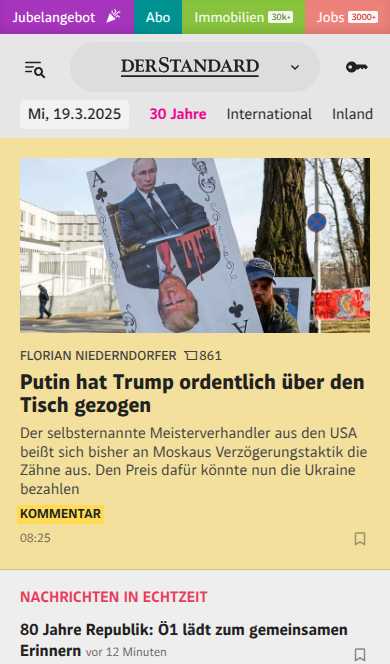 Jubelangebot Abo Immobilien 30k+ Jobs 3000+
DERSTANDARD
Mi, 19.3.2025 30 Jahre International Inland
A
FLORIAN NIEDERNDORFER 861
Putin hat Trump ordentlich über den
Tisch gezogen
Der selbsternannte Meisterverhandler aus den USA
beißt sich bisher an Moskaus Verzögerungstaktik die
Zähne aus. Den Preis dafür könnte nun die Ukraine
bezahlen
KOMMENTAR
08:25
NACHRICHTEN IN ECHTZEIT
80 Jahre Republik: Ö1 lädt zum gemeinsamen
Erinnern vor 12 Minuten